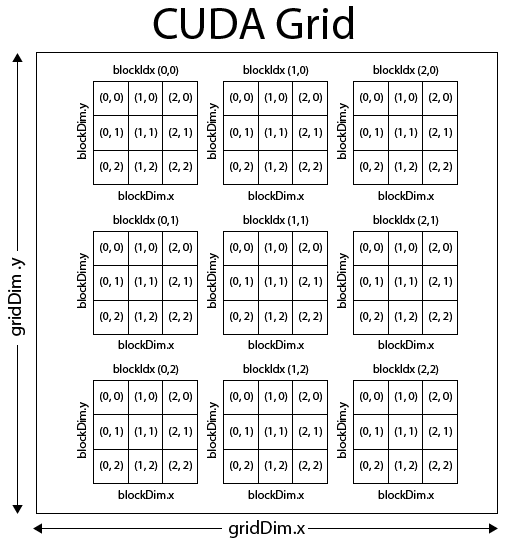 CUDA Grid
blockIdx (0,0) blockIdx (1,0) blockIdx (2,0)
blockDim.y blockDim.y blockDim.y
(0, 0) (1, 0) (2, 0) (0, 0) (1, 0) (2, 0) (0, 0) (1, 0) (2, 0)
(0, 1) (1, 1) (2, 1) (0, 1) (1, 1) (2, 1) (0, 1) (1, 1) (2, 1)
(0, 2) (1, 2) (2, 2) (0, 2) (1, 2) (2, 2) (0, 2) (1, 2) (2, 2)
blockDim.x blockDim.x blockDim.x
blockIdx (0,1) blockIdx (1,1) blockIdx (2,1)
blockDim.y blockDim.y blockDim.y
(0, 0) (1, 0) (2, 0) (0, 0) (1, 0) (2, 0) (0, 0) (1, 0) (2, 0)
(0, 1) (1, 1) (2, 1) (0, 1) (1, 1) (2, 1) (0, 1) (1, 1) (2, 1)
(0, 2) (1, 2) (2, 2) (0, 2) (1, 2) (2, 2) (0, 2) (1, 2) (2, 2)
blockDim.x blockDim.x blockDim.x
gridDim .y
blockIdx (0,2) blockIdx (1,2) blockIdx (2,2)
blockDim.y blockDim.y blockDim.y
(0, 0) (1, 0) (2, 0) (0, 0) (1, 0) (2, 0) (0, 0) (1, 0) (2, 0)
(0, 1) (1, 1) (2, 1) (0, 1) (1, 1) (2, 1) (0, 1) (1, 1) (2, 1)
(0, 2) (1, 2) (2, 2) (0, 2) (1, 2) (2, 2) (0, 2) (1, 2) (2, 2)
blockDim.x blockDim.x blockDim.x
gridDim.x